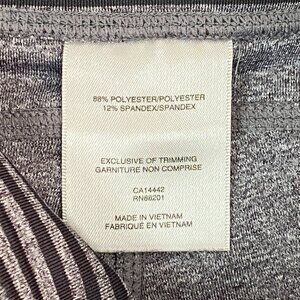 88% POLYESTER/POLYESTER
12% SPANDEX/SPANDEX
EXCLUSIVE OF TRIMMING
GARNITURE NON COMPRISE
CA14442
RN86201
MADE IN VIETNAM
FABRIQUÉ EN VIETNAM